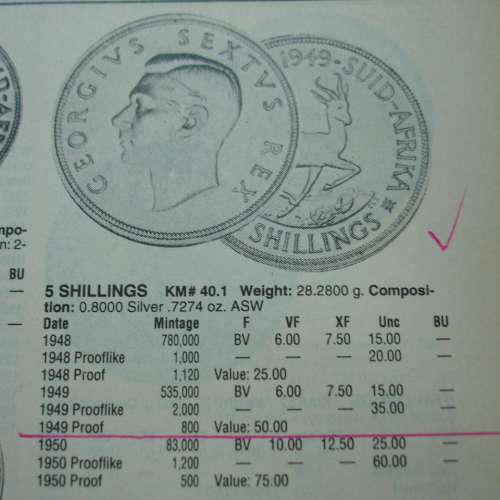 GEORGIVS SEXTVS REX
1949·SUID-AFRIKA
SHILLINGS
mpo-
n: 2-
BU
—
—
5 SHILLINGS KM# 40.1 Weight: 28.2800 g. Composi-
tion: 0.8000 Silver .7274 oz. ASW
Date Mintage F VF XF Unc BU
1948 780,000 BV 6.00 7.50 15.00 —
1948 Prooflike 1,000 — — — 20.00 —
1948 Proof 1,120 Value: 25.00
1949 535,000 BV 6.00 7.50 15.00 —
1949 Prooflike 2,000 — — — 35.00 —
1949 Proof 800 Value: 50.00
1950 83,000 BV 10.00 12.50 25.00 —
1950 Prooflike 1,200 — — — 60.00 —
1950 Proof 500 Value: 75.00